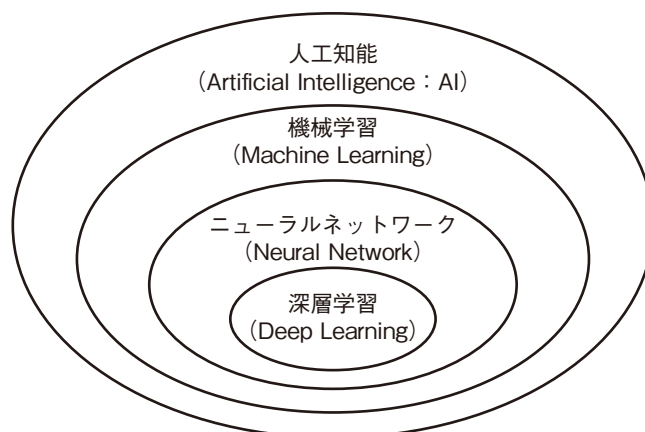 人工知能
(Artificial Intelligence：AI)
機械学習
(Machine Learning)
ニューラルネットワーク
(Neural Network)
深層学習
(Deep Learning)